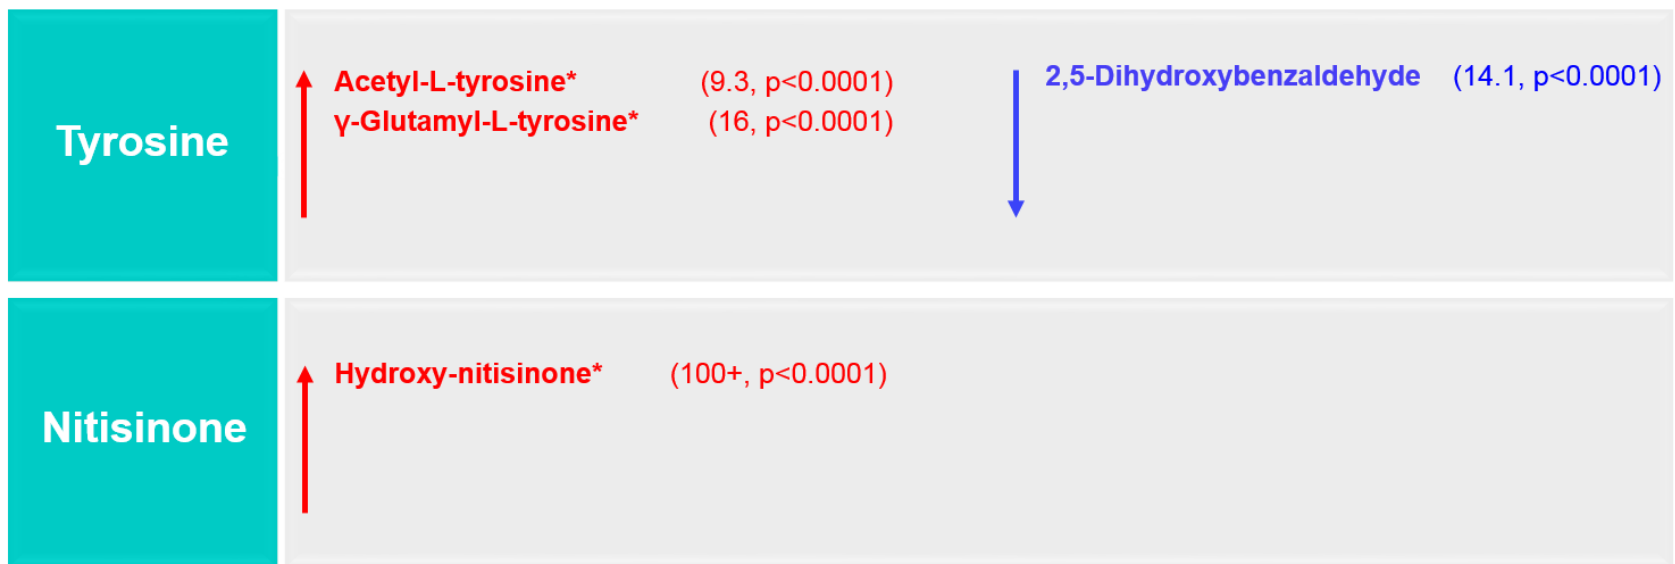 Tyrosine
Acetyl-L-tyrosine* (9.3, p<0.0001)
γ-Glutamyl-L-tyrosine* (16, p<0.0001)
2,5-Dihydroxybenzaldehyde (14.1, p<0.0001)
Nitisinone
Hydroxy-nitisinone* (100+, p<0.0001)